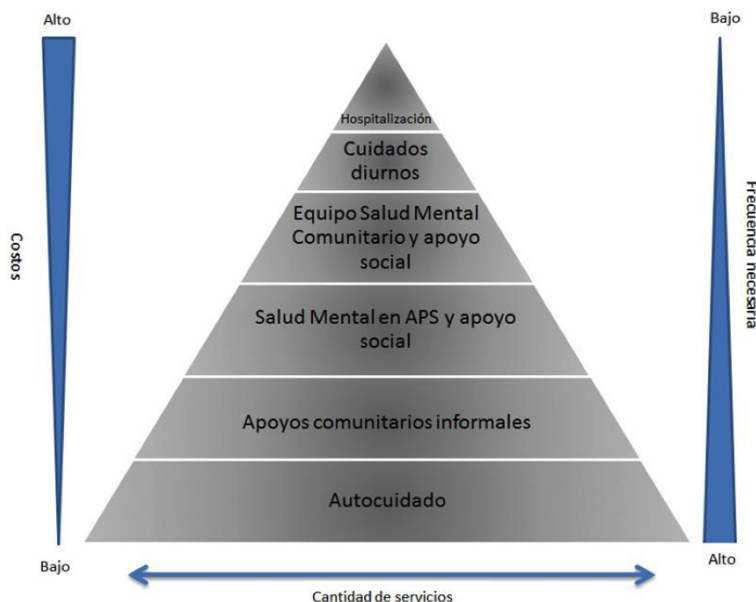 Alto
Bajo
Hospitalización
Cuidados
diurnos
Equipo Salud Mental
Comunitario y apoyo
social
Costos
Frecuencia necesaria
Salud Mental en APS y apoyo
social
Apoyos comunitarios informales
Autocuidado
Bajo
Alto
Cantidad de servicios